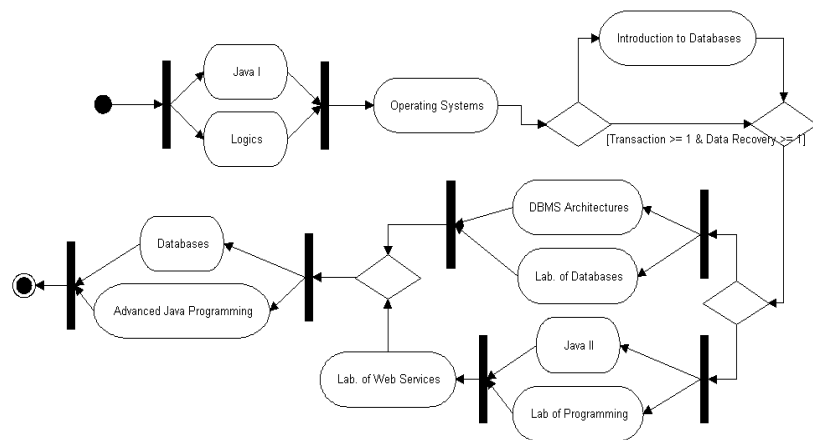 Java I
Logics
Operating Systems
Introduction to Databases
[Transaction >= 1 & Data Recovery >= 1]
DBMS Architectures
Lab. of Databases
Databases
Advanced Java Programming
Java II
Lab. of Web Services
Lab of Programming